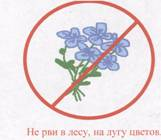 Не рви в лесу, на лугу цветов.